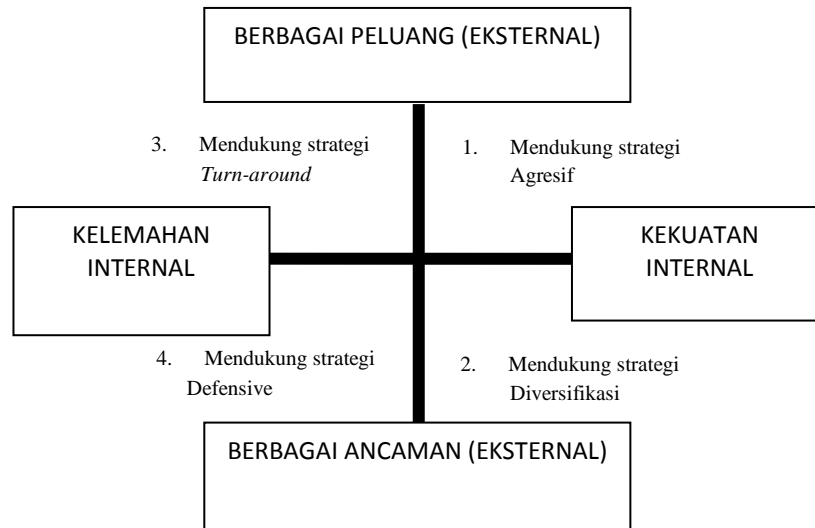 BERBAGAI PELUANG (EKSTERNAL)
3. Mendukung strategi
Turn-around
1. Mendukung strategi
Agresif
KELEMAHAN
INTERNAL
KEKUATAN
INTERNAL
4. Mendukung strategi
Defensive
2. Mendukung strategi
Diversifikasi
BERBAGAI ANCAMAN (EKSTERNAL)